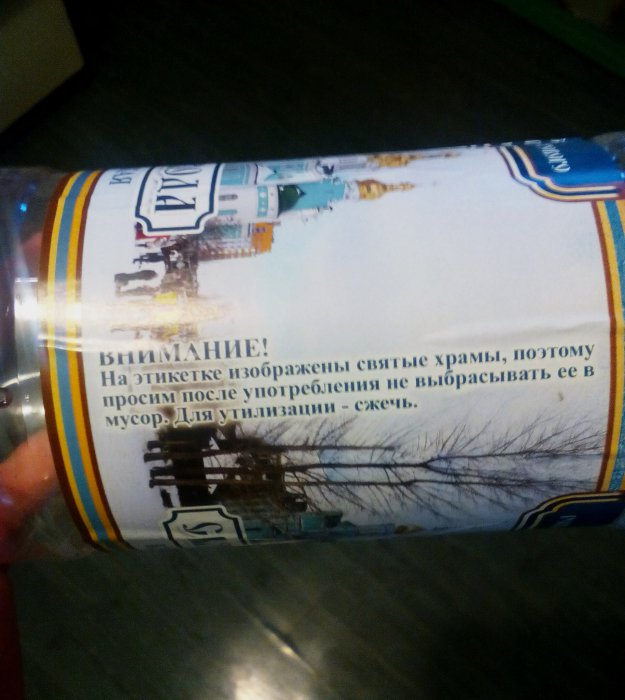 ВНИМАНИЕ!
На этикетке изображены святые храмы, поэтому
просим после употребления не выбрасывать ее в
мусор. Для утилизации - сжечь.